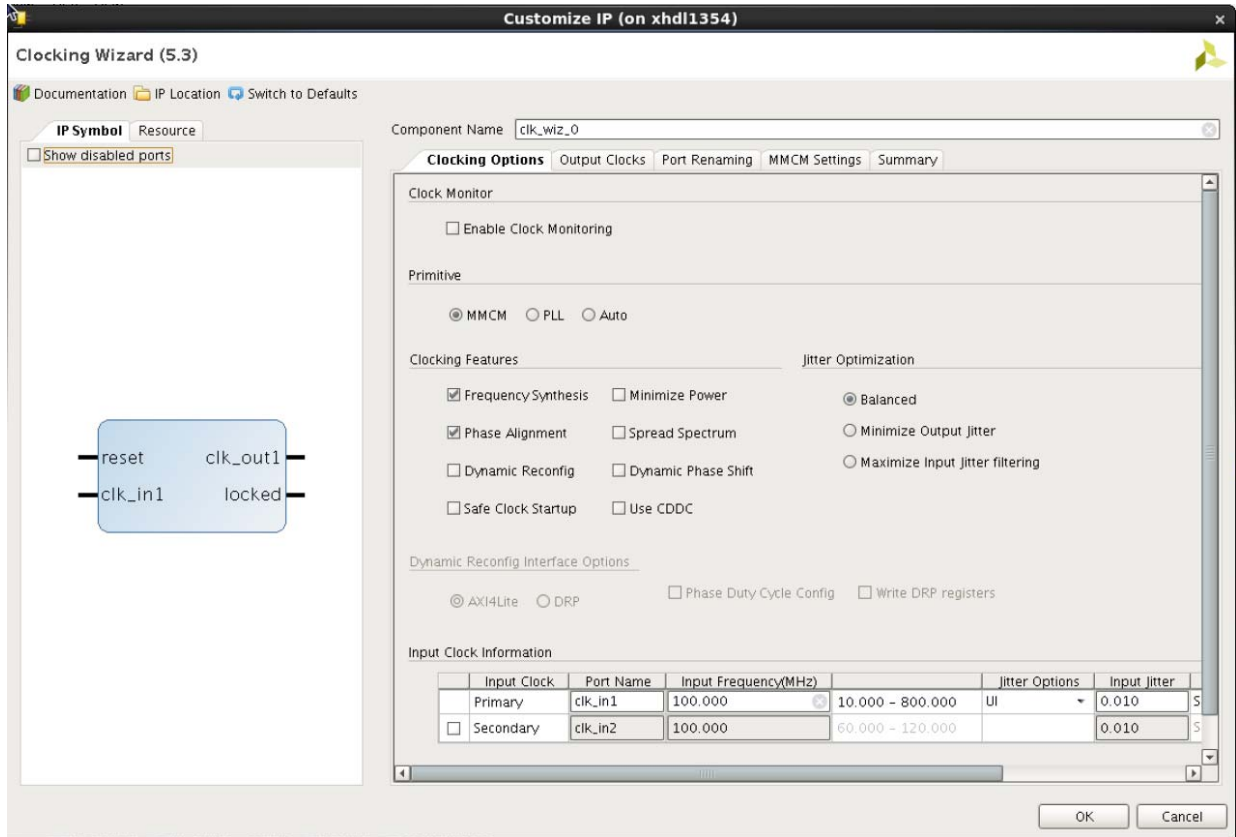 Customize IP (on xhdl1354)
Clocking Wizard (5.3)
Documentation IP Location Switch to Defaults
IP Symbol Resource
Show disabled ports
reset clk_out1
clk_in1 locked
Component Name clk_wiz_0
Clocking Options Output Clocks Port Renaming MMCM Settings Summary
Clock Monitor
Enable Clock Monitoring
Primitive
MMCM PLL Auto
Clocking Features Jitter Optimization
Frequency Synthesis Minimize Power Balanced
Phase Alignment Spread Spectrum Minimize Output Jitter
Dynamic Reconfig Dynamic Phase Shift Maximize Input Jitter filtering
Safe Clock Startup Use CDDC
Dynamic Reconfig Interface Options
AXI4Lite DRP Phase Duty Cycle Config Write DRP registers
Input Clock Information
Input Clock Port Name Input Frequency(MHz) Jitter Options Input Jitter
Primary clk_in1 100.000 10.000 - 800.000 UI 0.010 S
Secondary clk_in2 100.000 60.000 - 120.000 0.010 S
OK Cancel